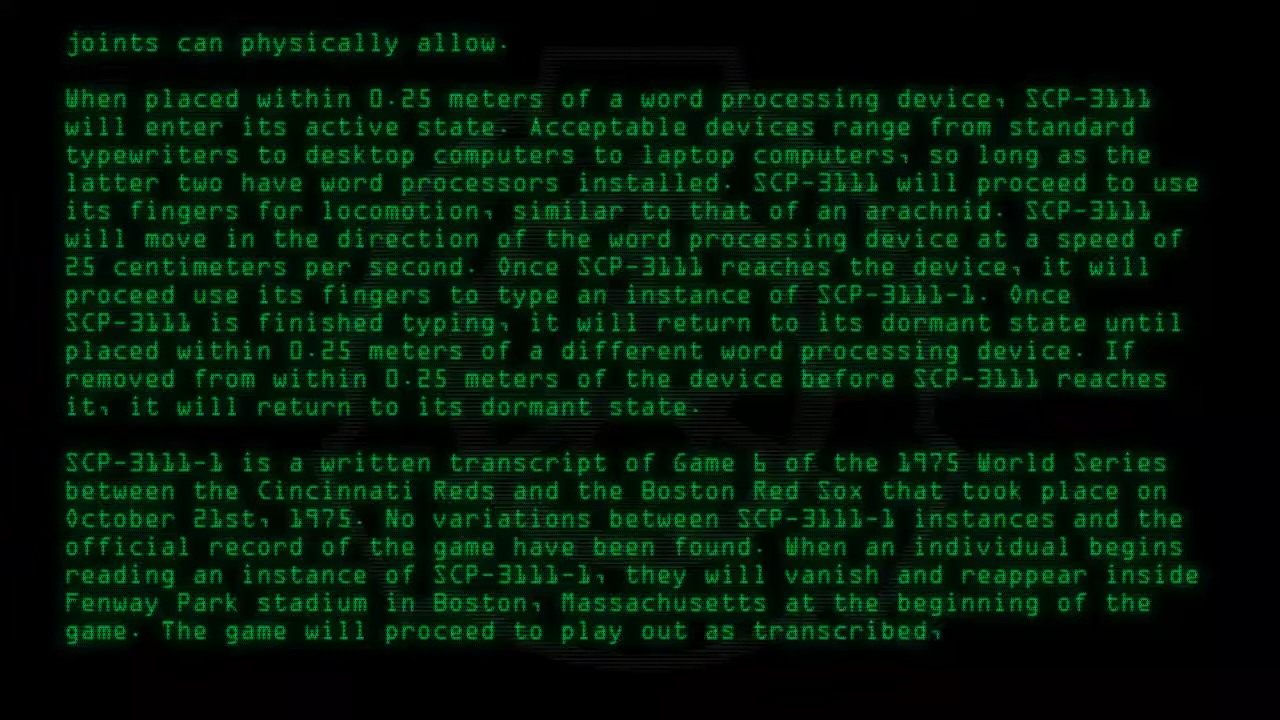 joints can physically allow.
When placed within 0.25 meters of a word processing device, SCP-3111
will enter its active state. Acceptable devices range from standard
typewriters to desktop computers to laptop computers, so long as the
latter two have word processors installed. SCP-3111 will proceed to use
its fingers for locomotion, similar to that of an arachnid. SCP-3111
will move in the direction of the word processing device at a speed of
25 centimeters per second. Once SCP-3111 reaches the device, it will
proceed use its fingers to type an instance of SCP-3111-1. Once
SCP-3111 is finished typing, it will return to its dormant state until
placed within 0.25 meters of a different word processing device. If
removed from within 0.25 meters of the device before SCP-3111 reaches
it, it will return to its dormant state.
SCP-3111-1 is a written transcript of Game 6 of the 1975 World Series
between the Cincinnati Reds and the Boston Red Sox that took place on
October 21st, 1975. No variations between SCP-3111-1 instances and the
official record of the game have been found. When an individual begins
reading an instance of SCP-3111-1, they will vanish and reappear inside
Fenway Park stadium in Boston, Massachusetts at the beginning of the
game. The game will proceed to play out as transcribed,